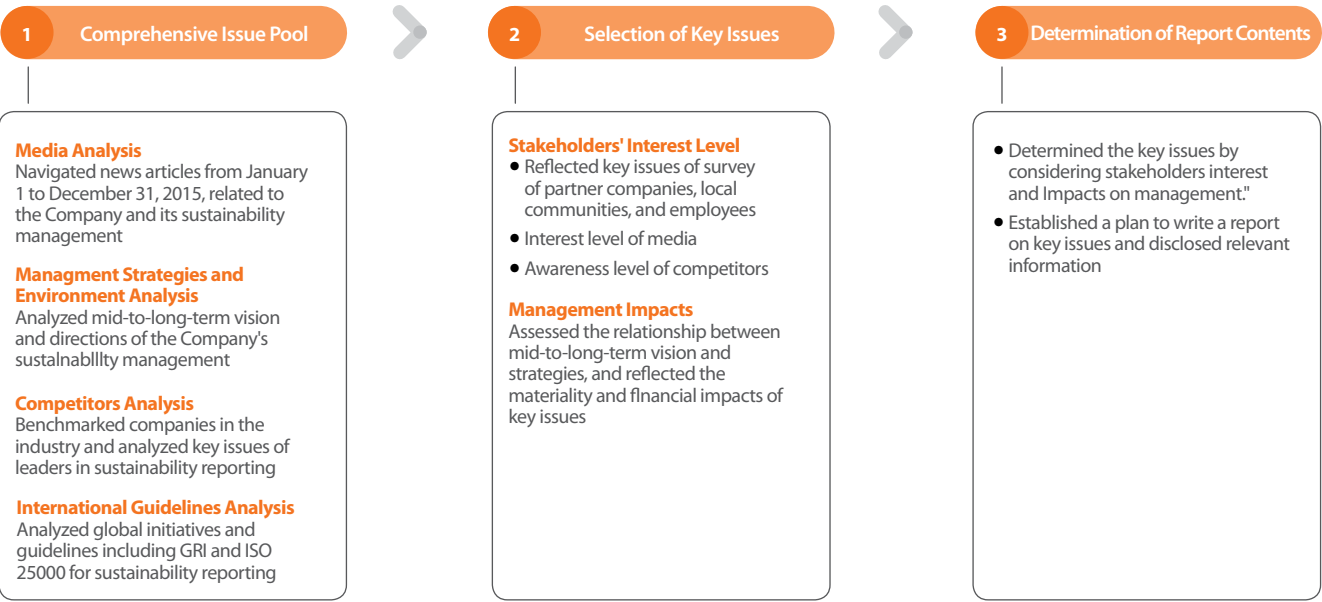 1 Comprehensive Issue Pool
Media Analysis
Navigated news articles from January
1 to December 31, 2015, related to
the Company and its sustainability
management
Managment Strategies and
Environment Analysis
Analyzed mid-to-long-term vision
and directions of the Company's
sustalnablllty management
Competitors Analysis
Benchmarked companies in the
industry and analyzed key issues of
leaders in sustainability reporting
International Guidelines Analysis
Analyzed global initiatives and
guidelines including GRI and ISO
25000 for sustainability reporting
2 Selection of Key Issues
Stakeholders' Interest Level
• Reflected key issues of survey
of partner companies, local
communities, and employees
• Interest level of media
• Awareness level of competitors
Management Impacts
Assessed the relationship between
mid-to-long-term vision and
strategies, and reflected the
materiality and flnancial impacts of
key issues
3 Determination of Report Contents
• Determined the key issues by
considering stakeholders interest
and Impacts on management."
• Established a plan to write a report
on key issues and disclosed relevant
information